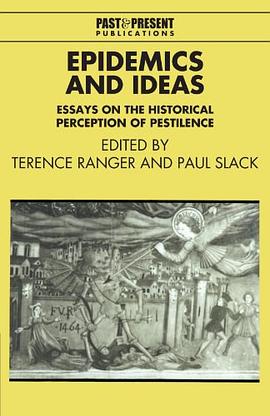 PAST&PRESENT
PUBLICATIONS
EPIDEMICS
AND IDEAS
ESSAYS ON THE HISTORICAL
PERCEPTION OF PESTILENCE
EDITED BY
TERENCE RANGER AND PAUL SLACK
F.V.R
1464